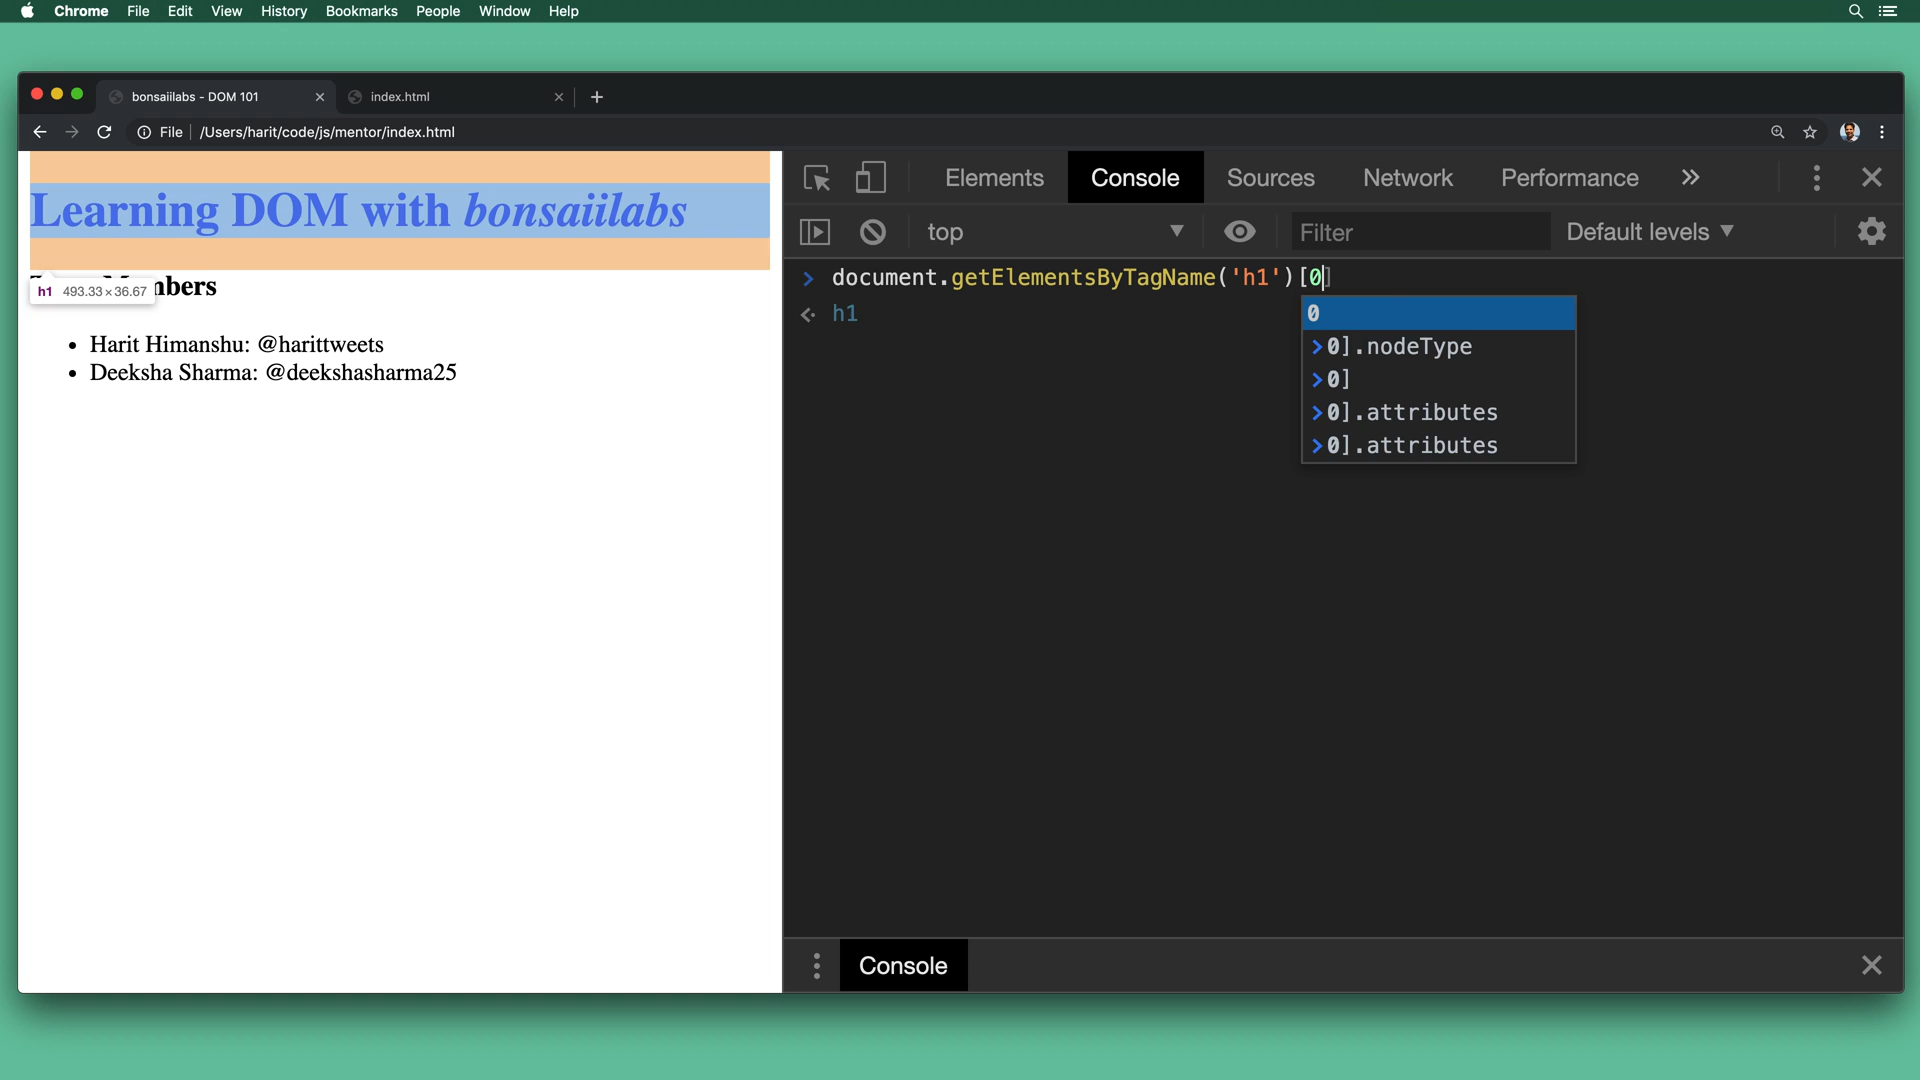 Chrome File Edit View History Bookmarks People Window Help
bonsaiilabs - DOM 101
index.html
File /Users/harit/code/js/mentor/index.html
Learning DOM with bonsaiilabs
h1 493.33×36.67
Harit Himanshu: @harittweets
Deeksha Sharma: @deekshasharma25
Elements Console Sources Network Performance
top Filter Default levels
document.getElementsByTagName('h1')[0]
h1
0
>0].nodeType
>0]
>0].attributes
>0].attributes
Console